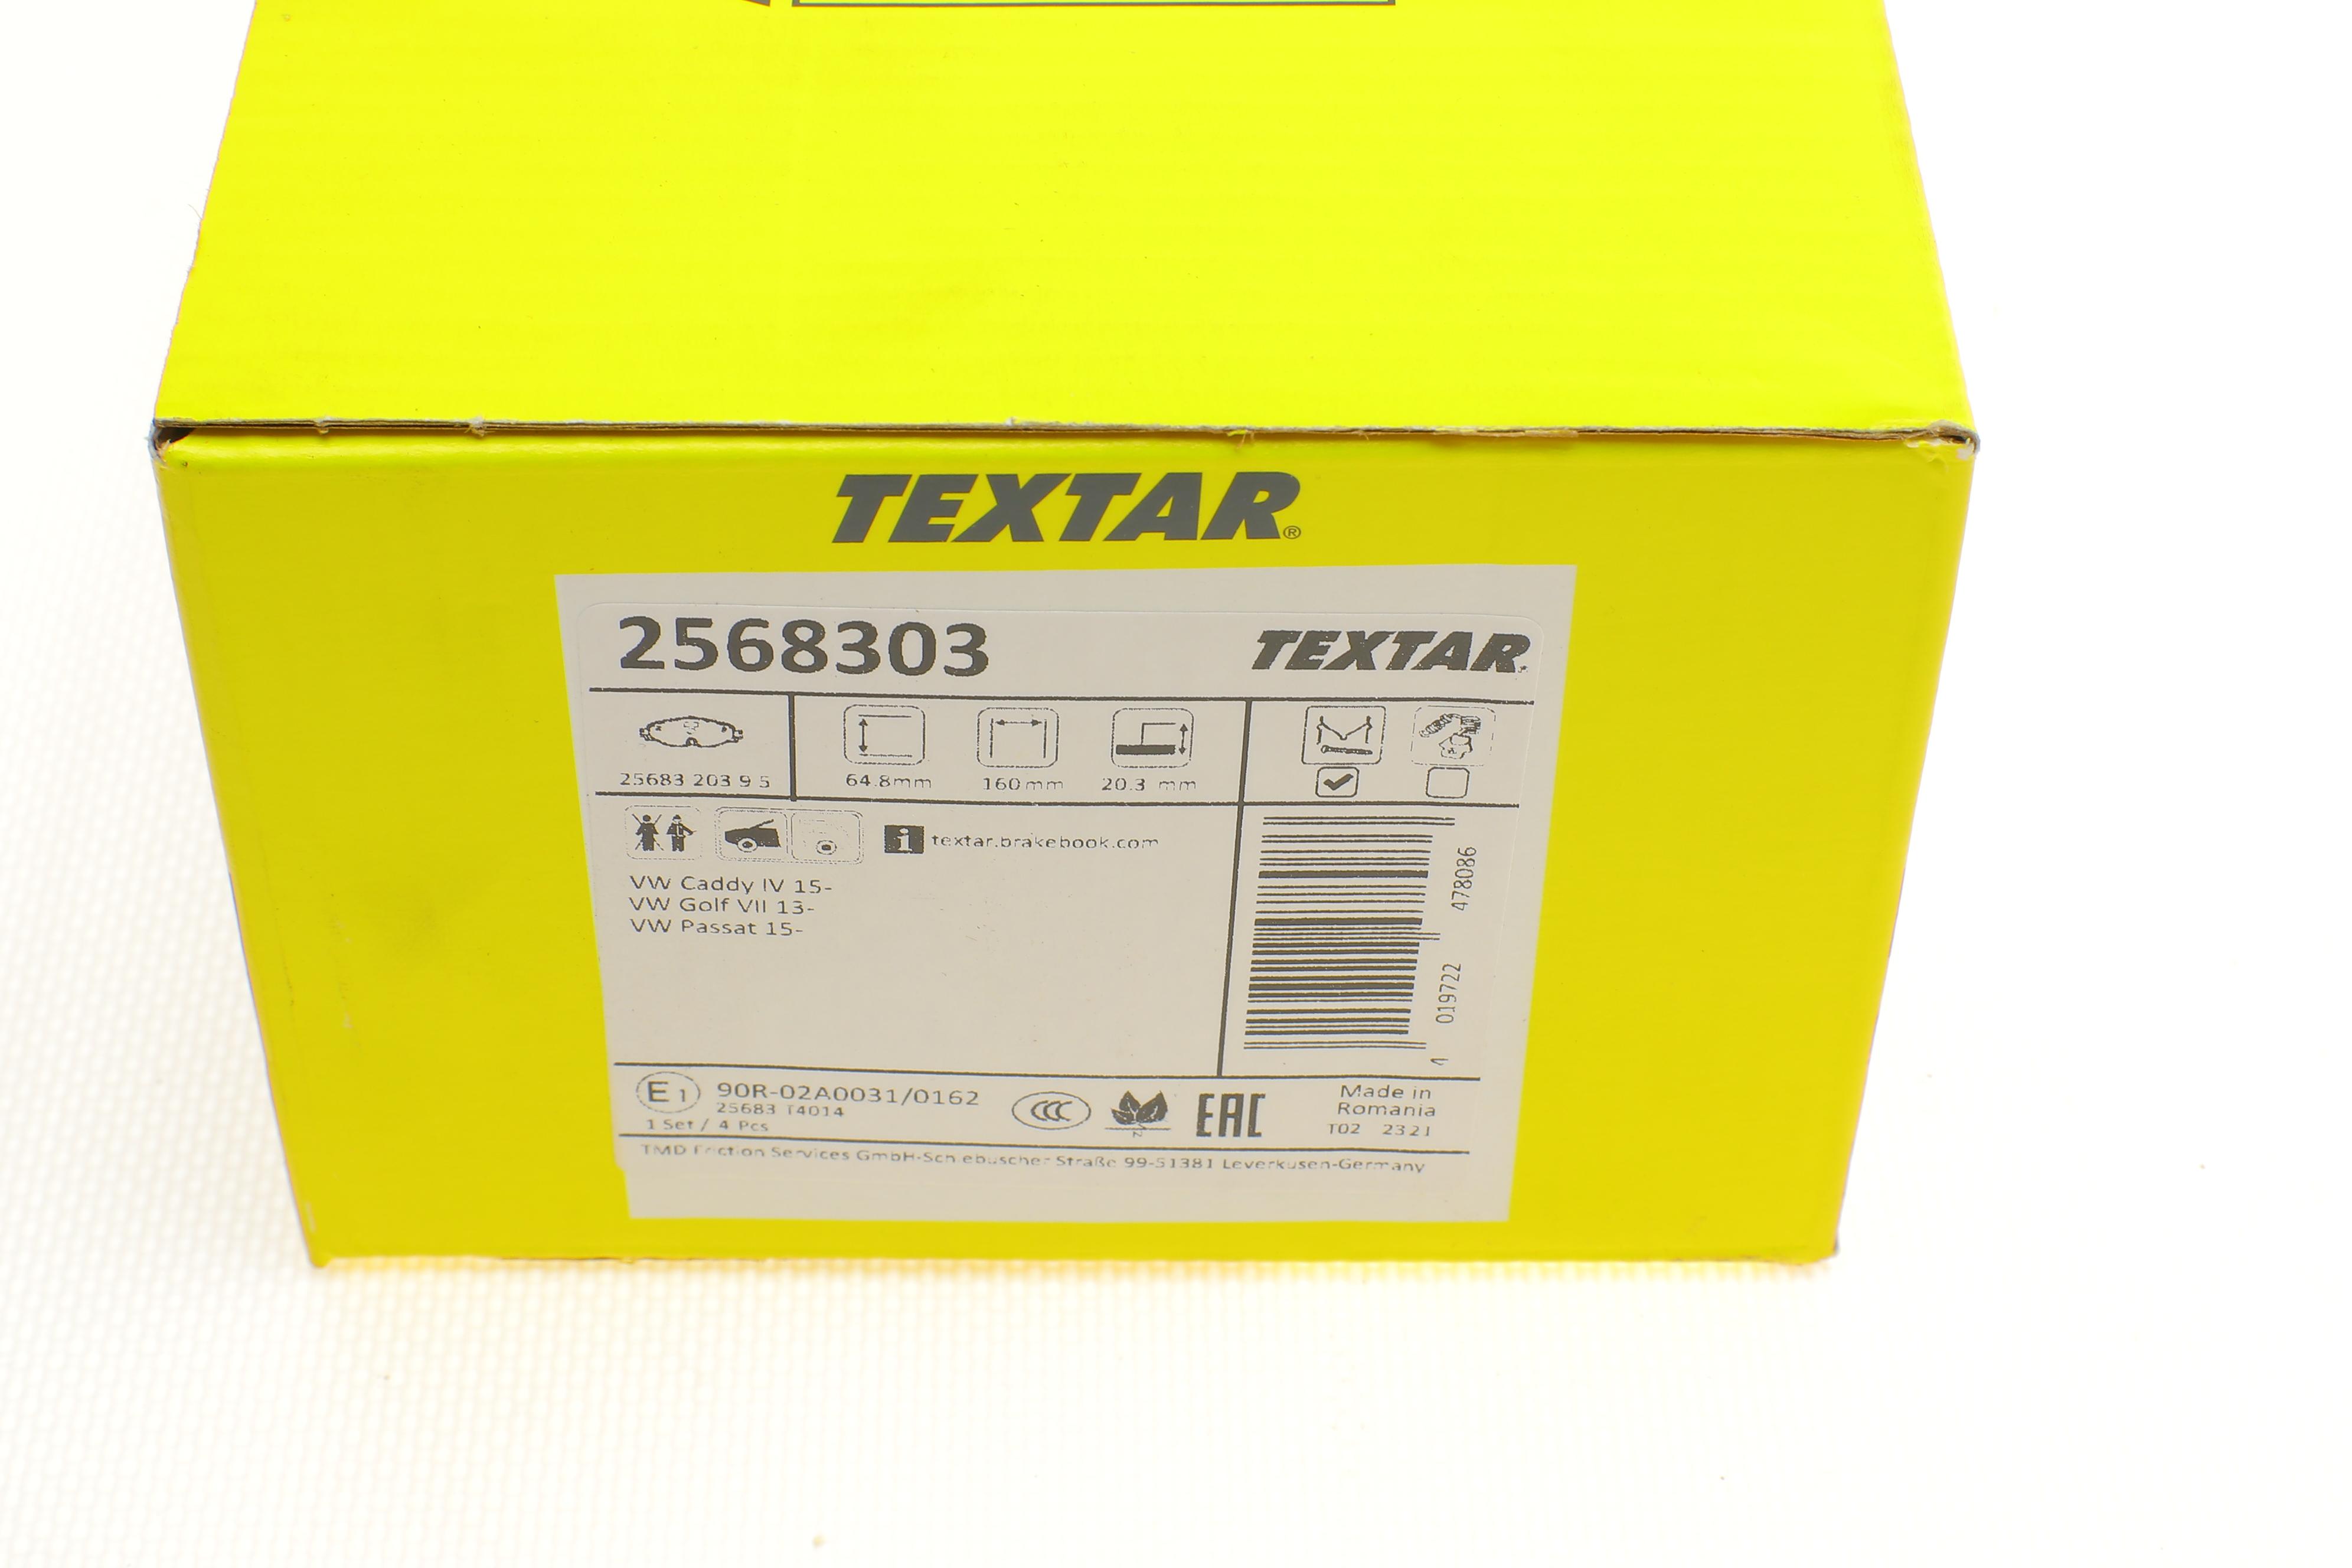 TEXTAR®
2568303
TEXTAR
25683 203 9 5
64.8mm
160mm
20.3 mm
i textar.brakebook.com
VW Caddy IV 15-
VW Golf VII 13-
VW Passat 15-
4 019722 478086
E1 90R-02A0031/0162
25683 T4014
1 Set / 4 Pcs
CCC
EAC
Made in
Romania
T02 2321
TMD Friction Services GmbH-Schlebuscher Straße 99-51381 Leverkusen-Germany